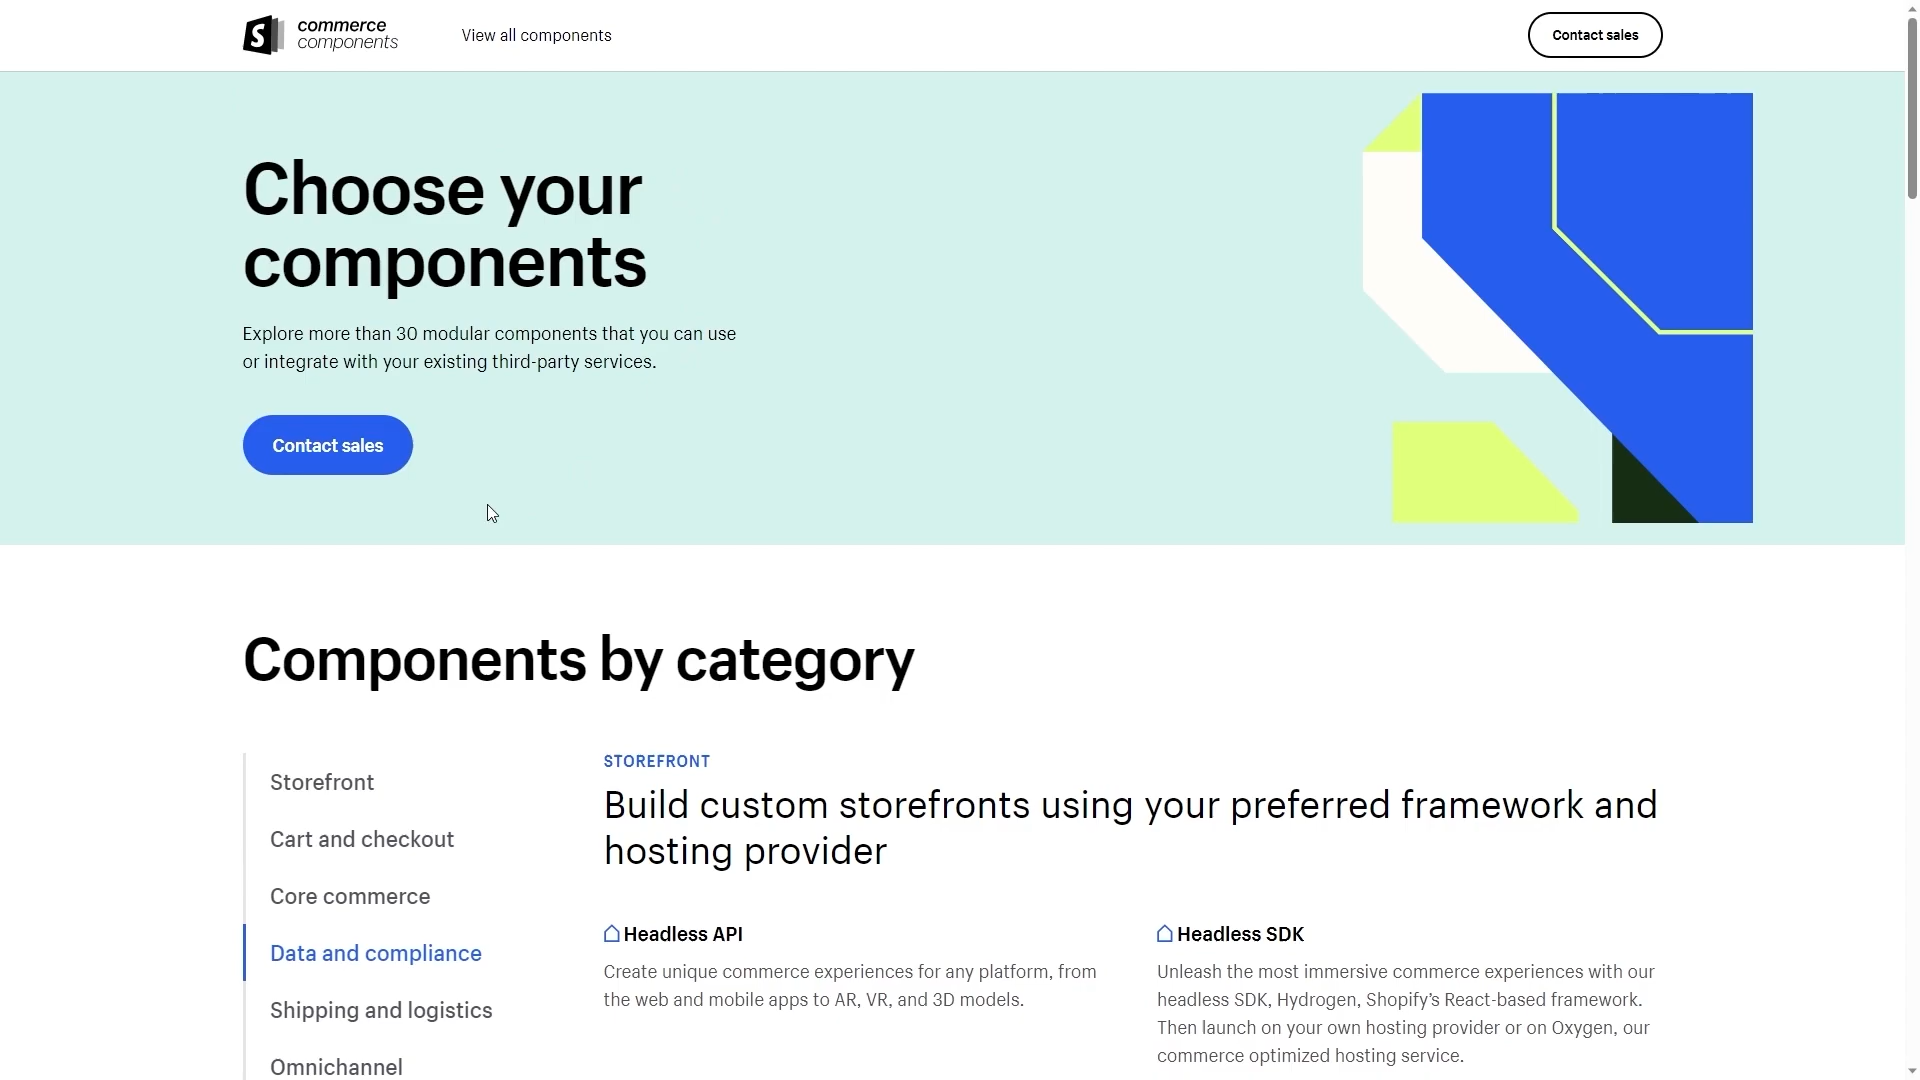 commerce
components
View all components
Contact sales
Choose your
components
Explore more than 30 modular components that you can use
or integrate with your existing third-party services.
Contact sales
Components by category
Storefront
Cart and checkout
Core commerce
Data and compliance
Shipping and logistics
Omnichannel
STOREFRONT
Build custom storefronts using your preferred framework and
hosting provider
Headless API
Create unique commerce experiences for any platform, from
the web and mobile apps to AR, VR, and 3D models.
Headless SDK
Unleash the most immersive commerce experiences with our
headless SDK, Hydrogen, Shopify’s React-based framework.
Then launch on your own hosting provider or on Oxygen, our
commerce optimized hosting service.